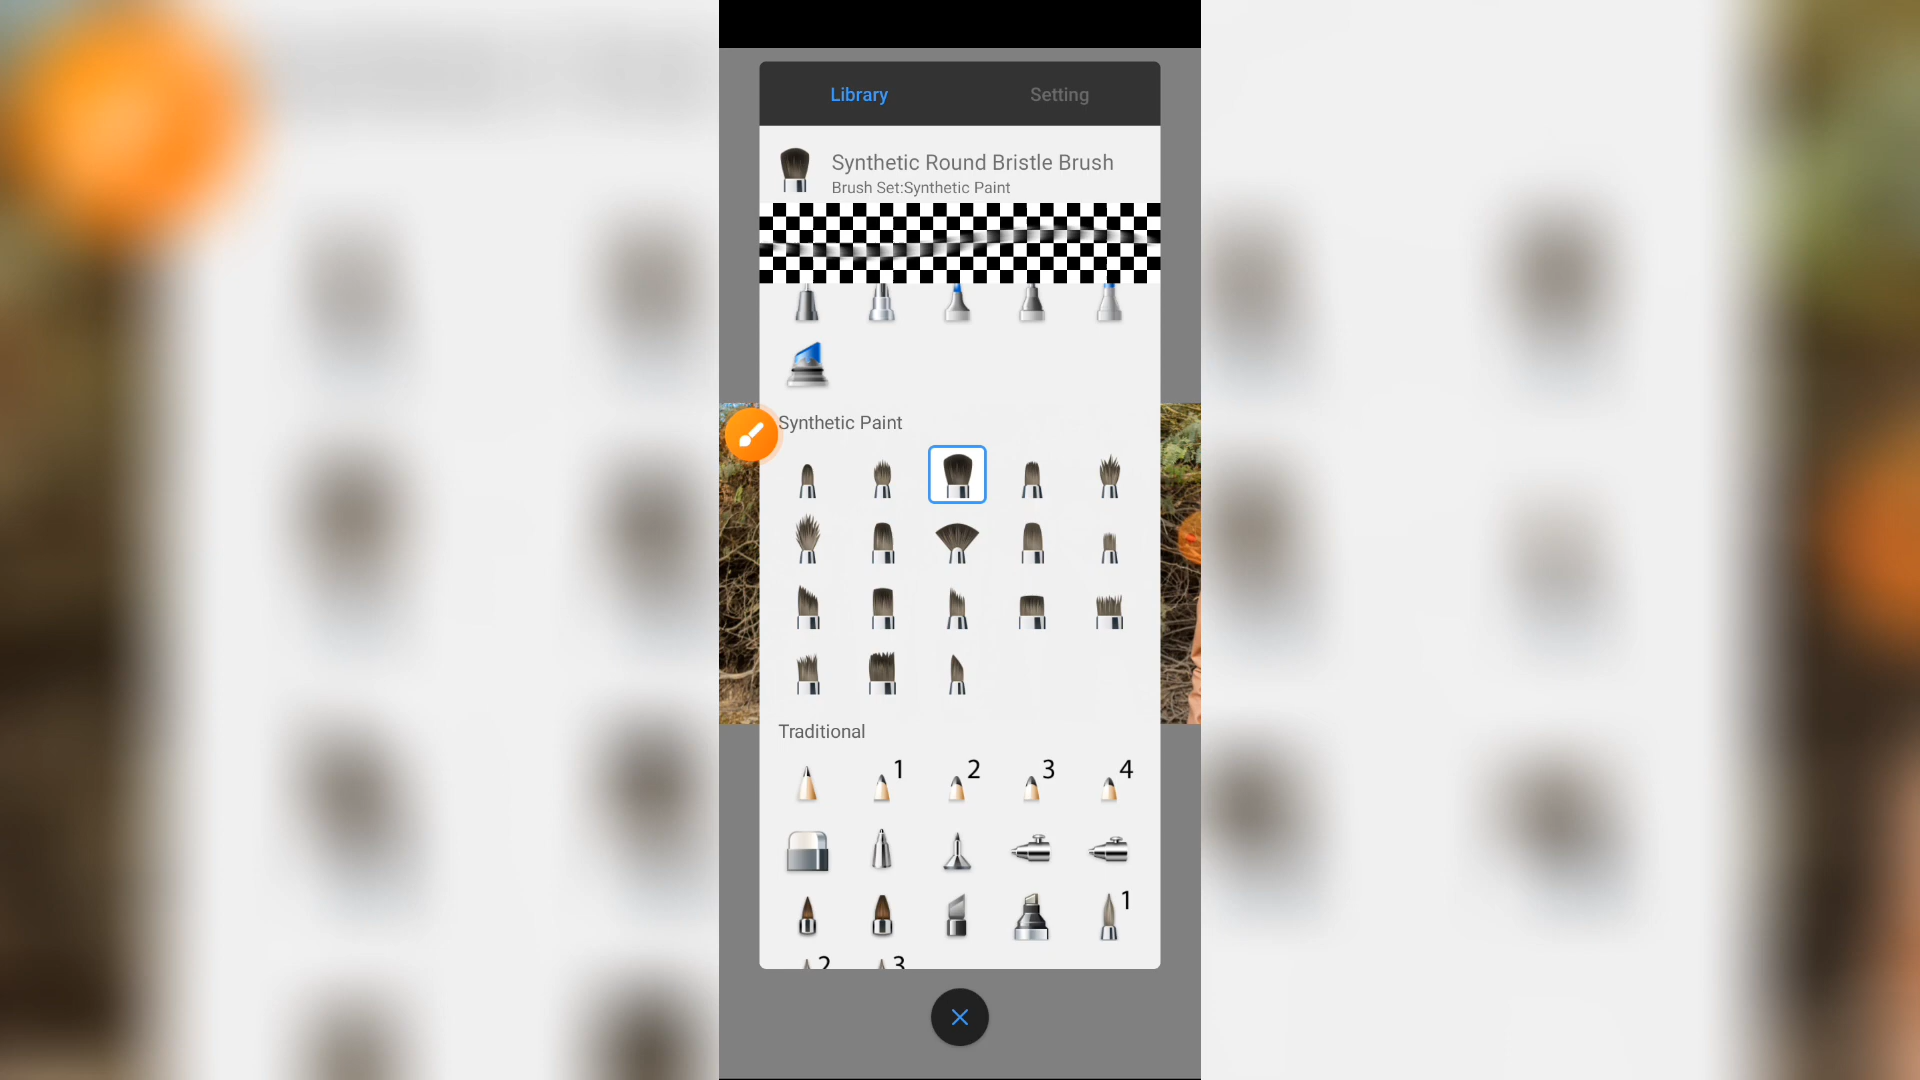 Library Setting
Synthetic Round Bristle Brush
Brush Set:Synthetic Paint
Synthetic Paint
Traditional
1 2 3 4
1
2 3